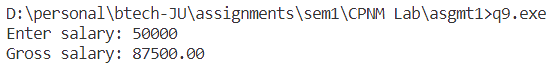 D:\personal\btech-JU\assignments\sem1\CPNM Lab\asgmt1>q9.exe
Enter salary: 50000
Gross salary: 87500.00